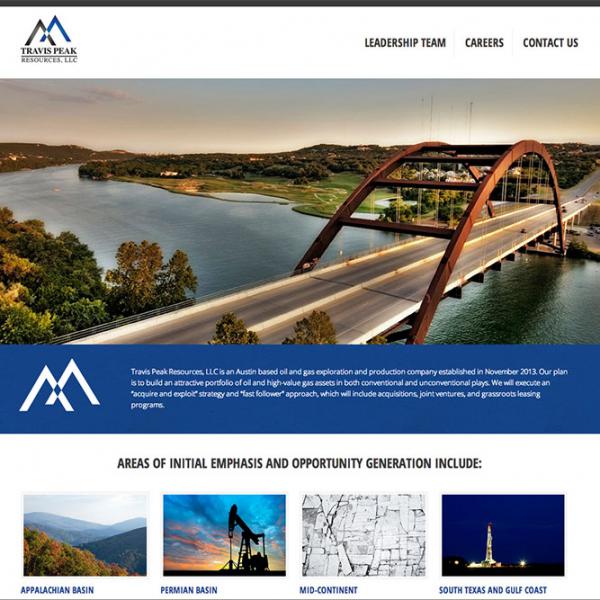 TRAVIS PEAK
RESOURCES, LLC
LEADERSHIP TEAM
CAREERS
CONTACT US
Travis Peak Resources, LLC is an Austin based oil and gas exploration and production company established in November 2013. Our plan
is to build an attractive portfolio of oil and high-value gas assets in both conventional and unconventional plays. We will execute an
"acquire and exploit" strategy and "fast follower" approach, which will include acquisitions, joint ventures, and grassroots leasing
programs.
AREAS OF INITIAL EMPHASIS AND OPPORTUNITY GENERATION INCLUDE:
APPALACHIAN BASIN
PERMIAN BASIN
MID-CONTINENT
SOUTH TEXAS AND GULF COAST